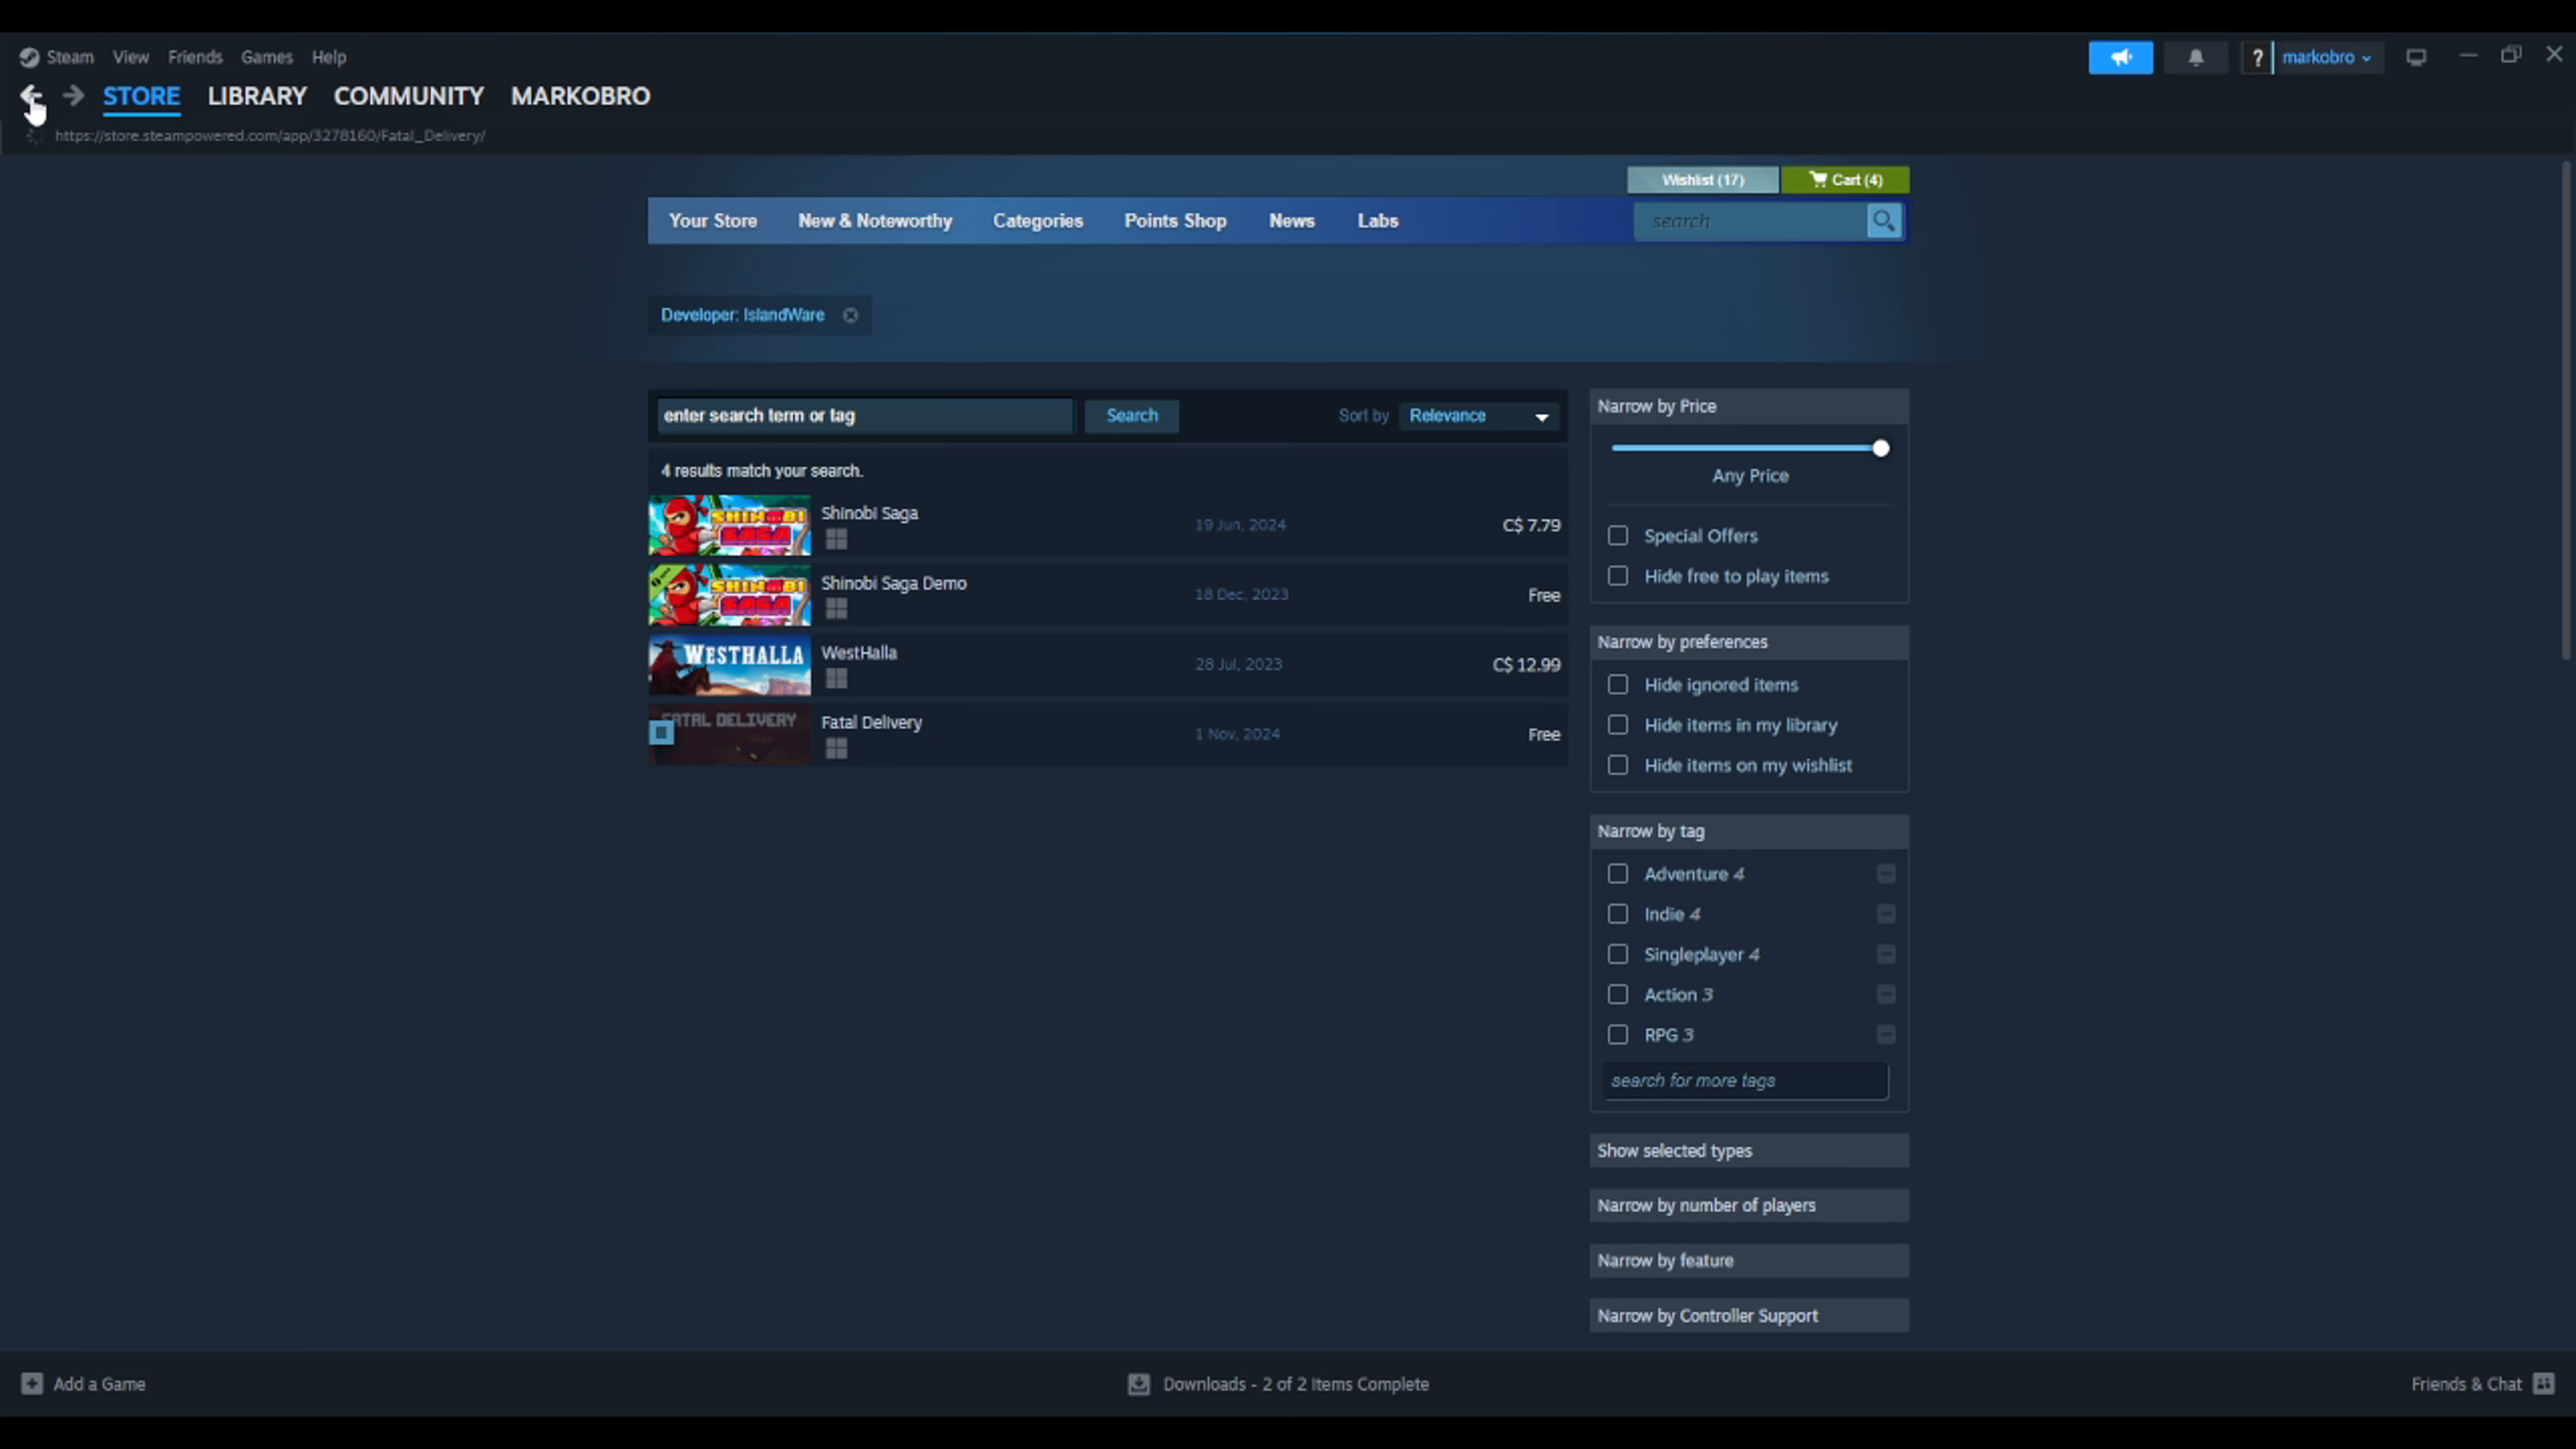 Steam View Friends Games Help
? markobro
STORE LIBRARY COMMUNITY MARKOBRO
https://store.steampowered.com/app/3278160/Fatal_Delivery/
Wishlist (17) Cart (4)
Your Store New & Noteworthy Categories Points Shop News Labs search
Developer: IslandWare
enter search term or tag Search Sort by Relevance
4 results match your search.
SHINOBI SAGA
Shinobi Saga 19 Jun, 2024 C$ 7.79
SHINOBI SAGA
Shinobi Saga Demo 18 Dec, 2023 Free
WESTHALLA
WestHalla 28 Jul, 2023 C$ 12.99
FATAL DELIVERY
Fatal Delivery 1 Nov, 2024 Free
Narrow by Price
Any Price
Special Offers
Hide free to play items
Narrow by preferences
Hide ignored items
Hide items in my library
Hide items on my wishlist
Narrow by tag
Adventure 4
Indie 4
Singleplayer 4
Action 3
RPG 3
search for more tags
Show selected types
Narrow by number of players
Narrow by feature
Narrow by Controller Support
Add a Game Downloads - 2 of 2 Items Complete Friends & Chat